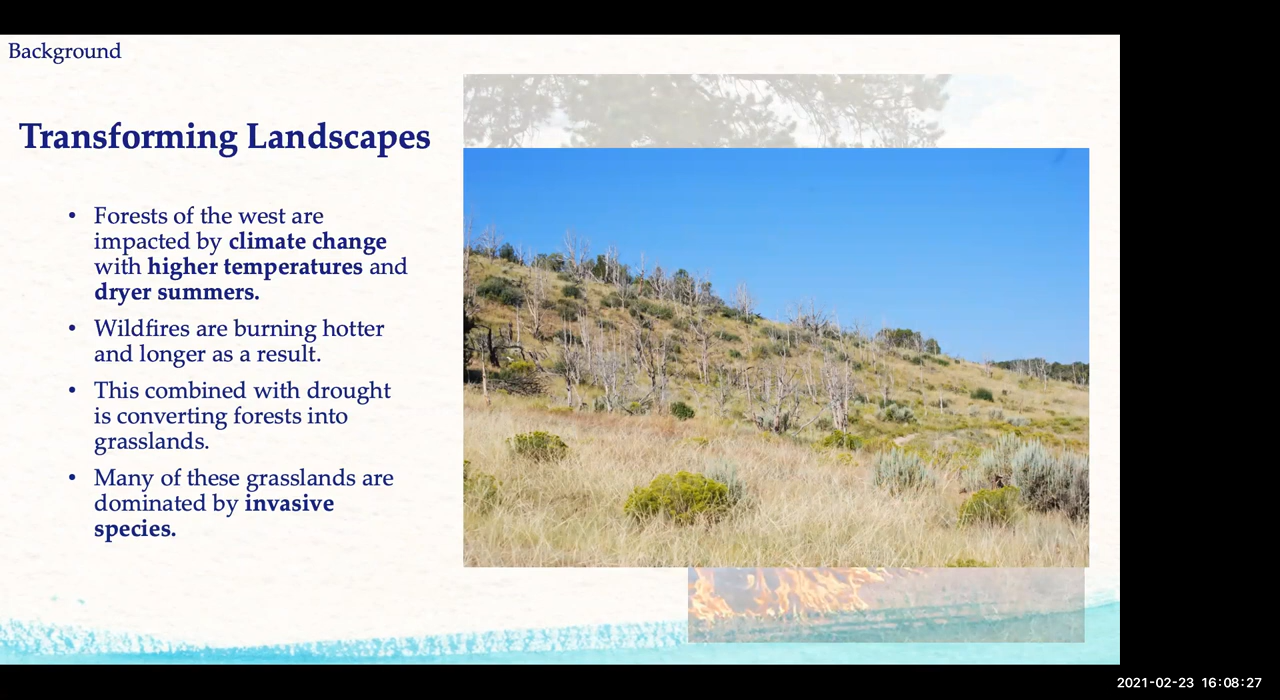 Background
Transforming Landscapes
• Forests of the west are
impacted by climate change
with higher temperatures and
dryer summers.
• Wildfires are burning hotter
and longer as a result.
• This combined with drought
is converting forests into
grasslands.
• Many of these grasslands are
dominated by invasive
species.
2021-02-23 16:08:27